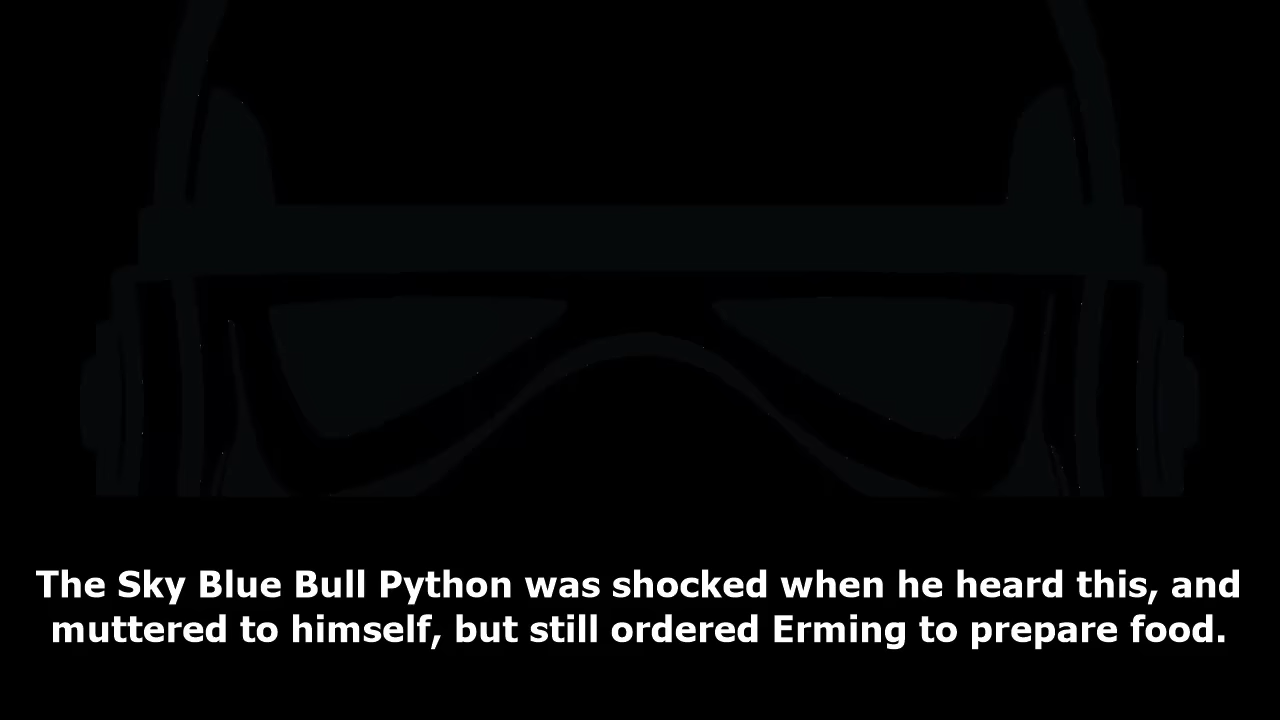 The Sky Blue Bull Python was shocked when he heard this, and
muttered to himself, but still ordered Erming to prepare food.